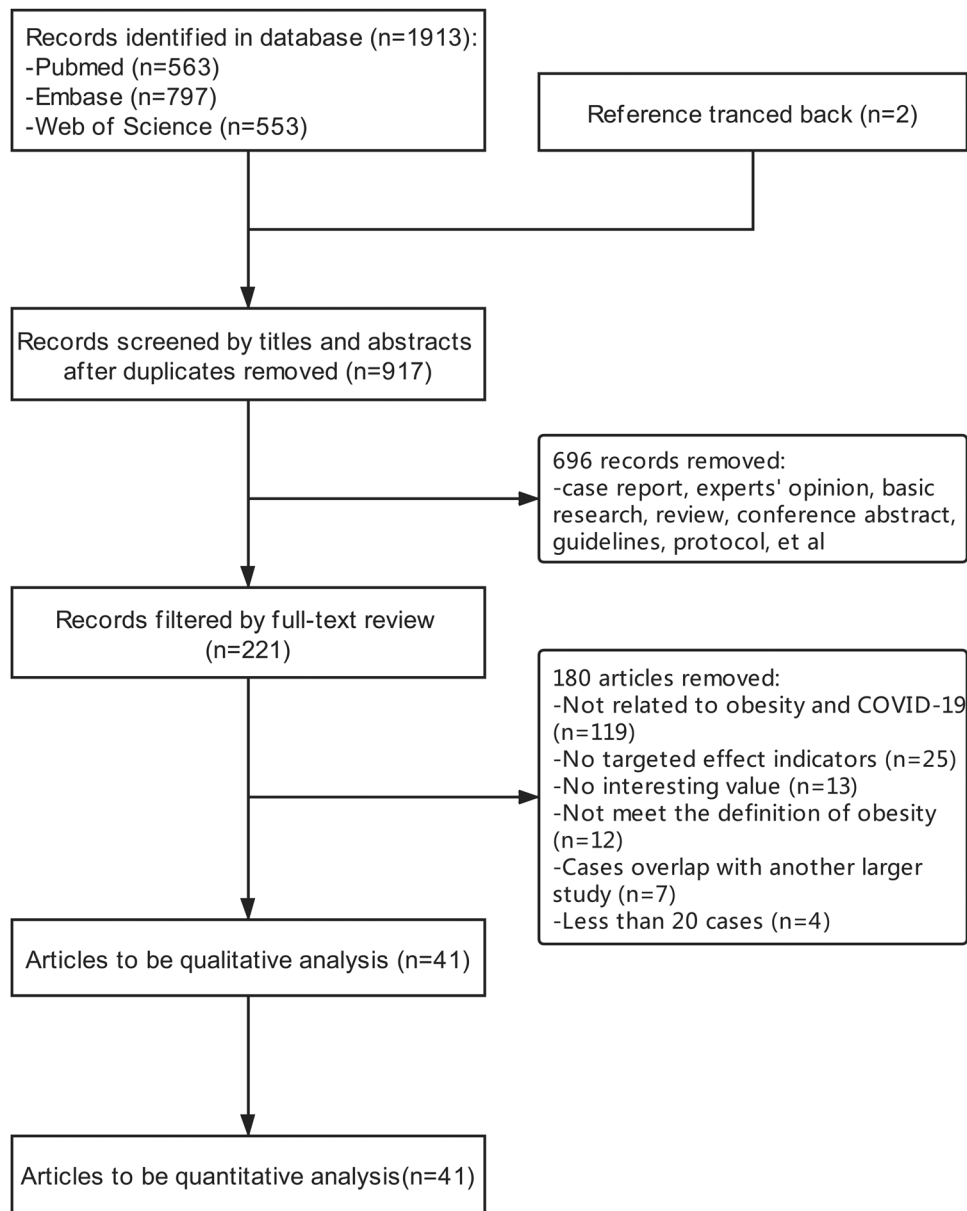 Records identified in database (n=1913):
-Pubmed (n=563)
-Embase (n=797)
-Web of Science (n=553)
Reference tranced back (n=2)
Records screened by titles and abstracts
after duplicates removed (n=917)
696 records removed:
-case report, experts' opinion, basic
research, review, conference abstract,
guidelines, protocol, et al
Records filtered by full-text review
(n=221)
180 articles removed:
-Not related to obesity and COVID-19
(n=119)
-No targeted effect indicators (n=25)
-No interesting value (n=13)
-Not meet the definition of obesity
(n=12)
-Cases overlap with another larger
study (n=7)
-Less than 20 cases (n=4)
Articles to be qualitative analysis (n=41)
Articles to be quantitative analysis(n=41)